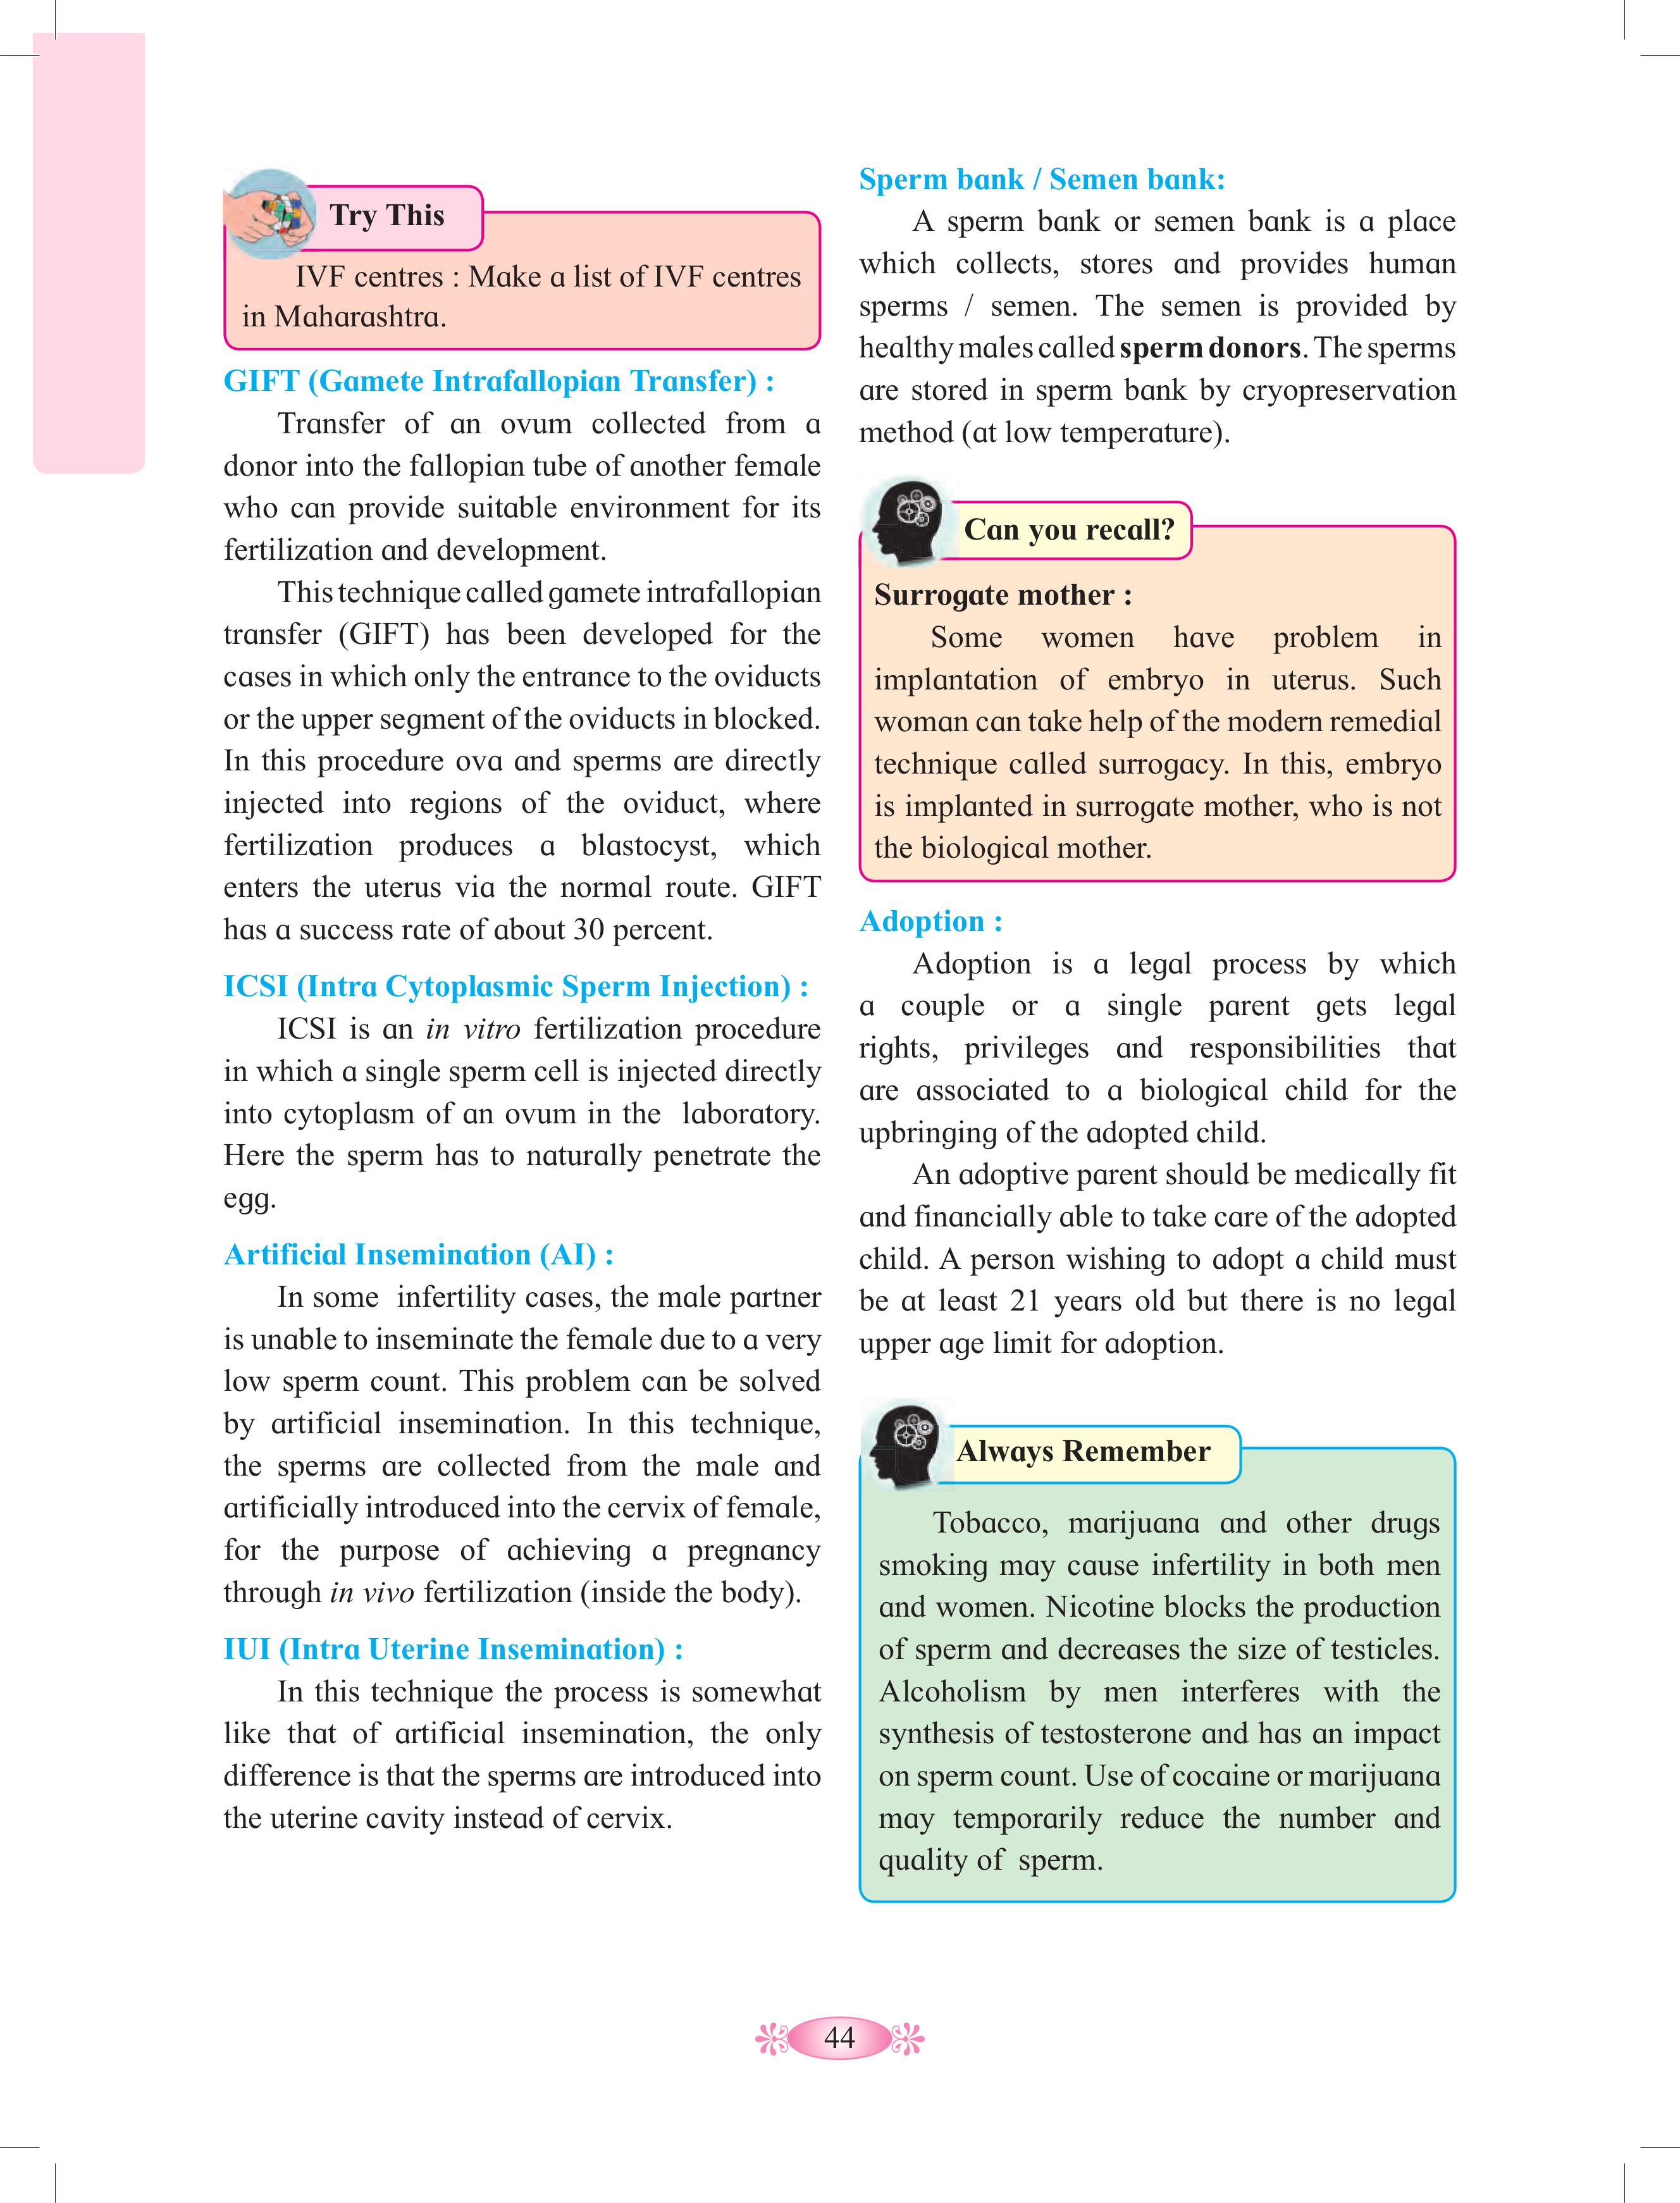 Try This
IVF centres : Make a list of IVF centres
in Maharashtra.
GIFT (Gamete Intrafallopian Transfer) :
Transfer of an ovum collected from a
donor into the fallopian tube of another female
who can provide suitable environment for its
fertilization and development.
This technique called gamete intrafallopian
transfer (GIFT) has been developed for the
cases in which only the entrance to the oviducts
or the upper segment of the oviducts in blocked.
In this procedure ova and sperms are directly
injected into regions of the oviduct, where
fertilization produces a blastocyst, which
enters the uterus via the normal route. GIFT
has a success rate of about 30 percent.
ICSI (Intra Cytoplasmic Sperm Injection) :
ICSI is an in vitro fertilization procedure
in which a single sperm cell is injected directly
into cytoplasm of an ovum in the laboratory.
Here the sperm has to naturally penetrate the
egg.
Artificial Insemination (AI) :
In some infertility cases, the male partner
is unable to inseminate the female due to a very
low sperm count. This problem can be solved
by artificial insemination. In this technique,
the sperms are collected from the male and
artificially introduced into the cervix of female,
for the purpose of achieving a pregnancy
through in vivo fertilization (inside the body).
IUI (Intra Uterine Insemination) :
In this technique the process is somewhat
like that of artificial insemination, the only
difference is that the sperms are introduced into
the uterine cavity instead of cervix.
Sperm bank / Semen bank:
A sperm bank or semen bank is a place
which collects, stores and provides human
sperms / semen. The semen is provided by
healthy males called sperm donors. The sperms
are stored in sperm bank by cryopreservation
method (at low temperature).
Can you recall?
Surrogate mother :
Some women have problem in
implantation of embryo in uterus. Such
woman can take help of the modern remedial
technique called surrogacy. In this, embryo
is implanted in surrogate mother, who is not
the biological mother.
Adoption :
Adoption is a legal process by which
a couple or a single parent gets legal
rights, privileges and responsibilities that
are associated to a biological child for the
upbringing of the adopted child.
An adoptive parent should be medically fit
and financially able to take care of the adopted
child. A person wishing to adopt a child must
be at least 21 years old but there is no legal
upper age limit for adoption.
Always Remember
Tobacco, marijuana and other drugs
smoking may cause infertility in both men
and women. Nicotine blocks the production
of sperm and decreases the size of testicles.
Alcoholism by men interferes with the
synthesis of testosterone and has an impact
on sperm count. Use of cocaine or marijuana
may temporarily reduce the number and
quality of sperm.
44